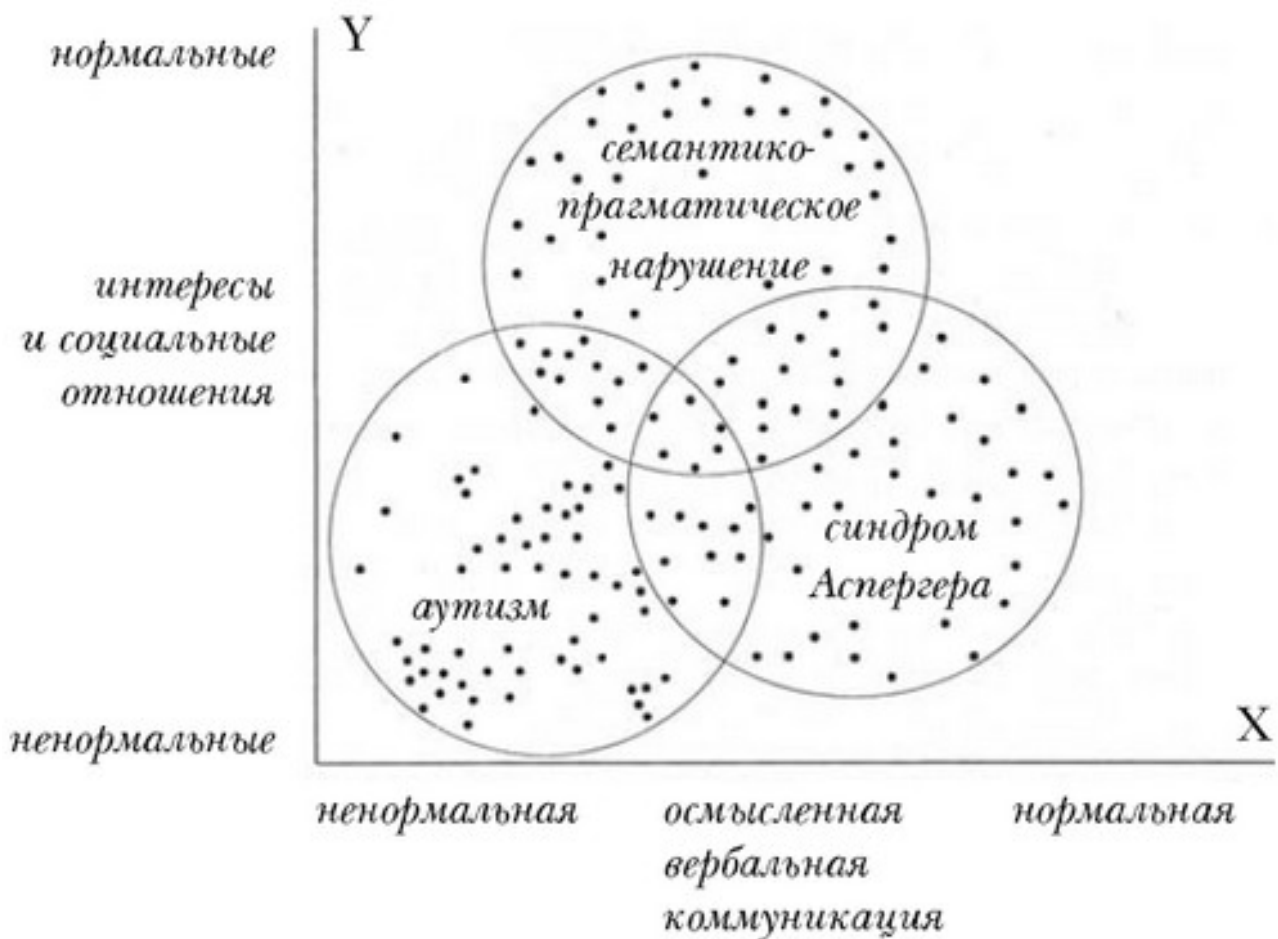 нормальные
Y
семантико-
прагматическое
нарушение
интересы
и социальные
отношения
синдром
Аспергера
аутизм
ненормальные
X
ненормальная
осмысленная
вербальная
коммуникация
нормальная